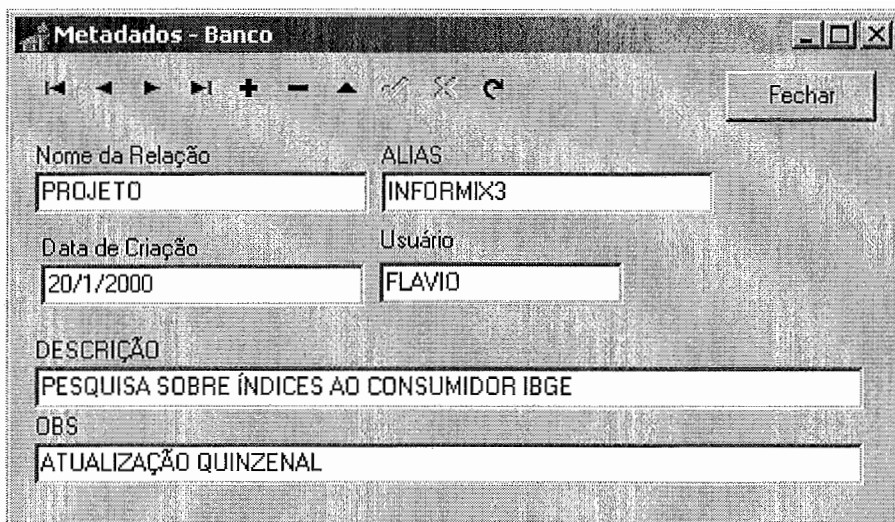 Metadados - Banco
Fechar
Nome da Relação ALIAS
PROJETO INFORMIX3
Data de Criação Usuário
20/1/2000 FLAVIO
DESCRIÇÃO
PESQUISA SOBRE ÍNDICES AO CONSUMIDOR IBGE
OBS
ATUALIZAÇÃO QUINZENAL